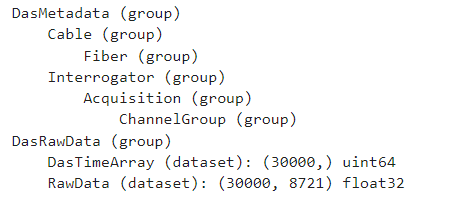 DasMetadata (group)
Cable (group)
Fiber (group)
Interrogator (group)
Acquisition (group)
ChannelGroup (group)
DasRawData (group)
DasTimeArray (dataset): (30000,) uint64
RawData (dataset): (30000, 8721) float32